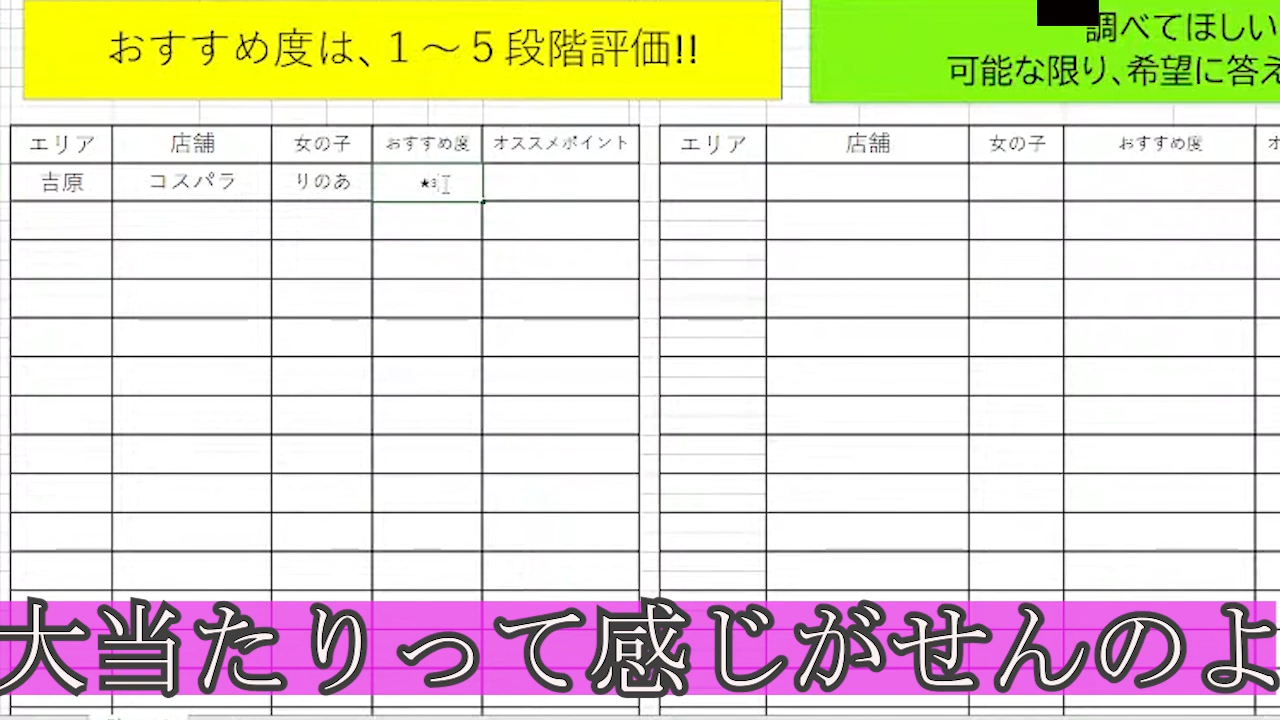 おすすめ度は、１～５段階評価!!
調べてほしい
可能な限り、希望に答え
エリア 店舗 女の子 おすすめ度 オススメポイント
吉原 コスパラ りのあ ★3
エリア 店舗 女の子 おすすめ度 オ
大当たりって感じがせんのよ